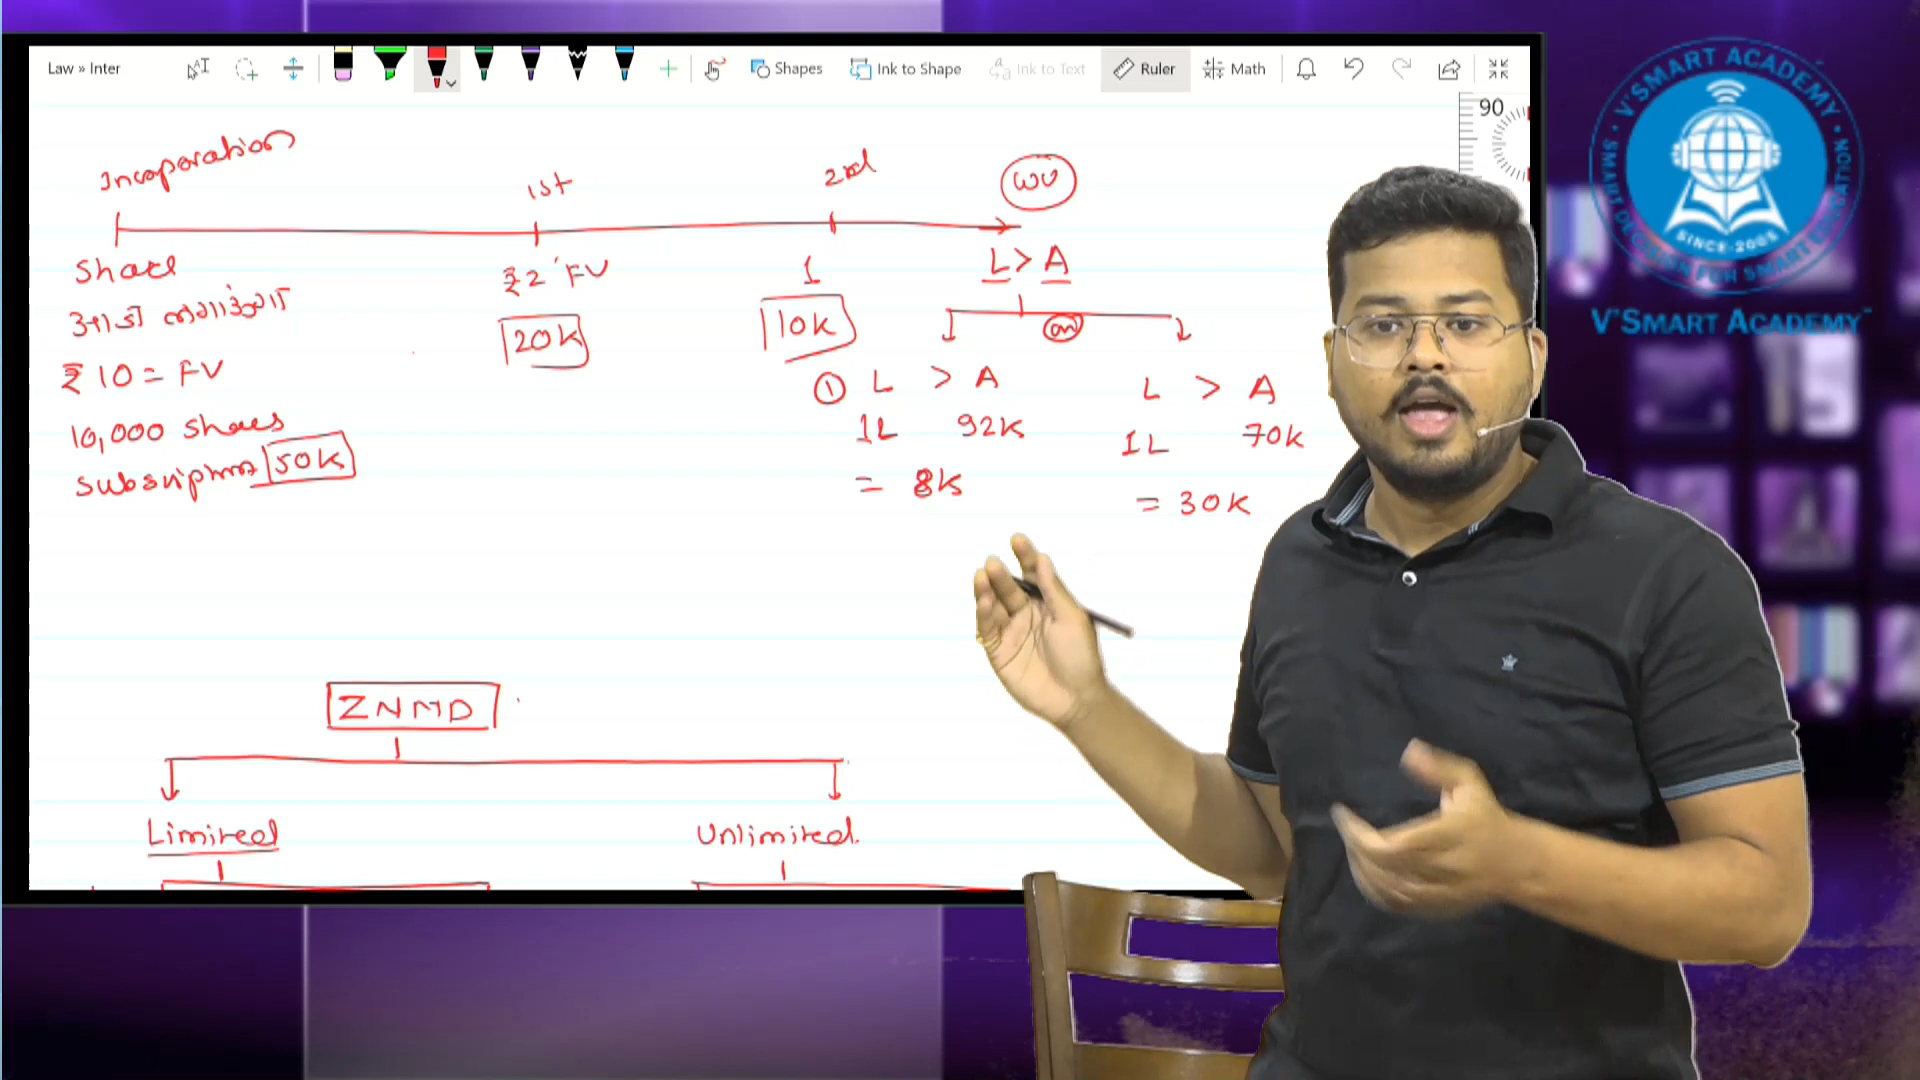 Law » Inter
Shapes
Ink to Shape
Ink to Text
Ruler
Math
90
Incorporation
1st
2nd
WU
Share
₹2 FV
1
L > A
₹10 = FV
20K
10K
on
10,000 Shares
Subscription 50K
① L > A
1L 92K
= 8K
L > A
1L 70K
= 30K
ZNMD
Limited
Unlimited.
V'SMART ACADEMY
SINCE-2005
V'SMART ACADEMY